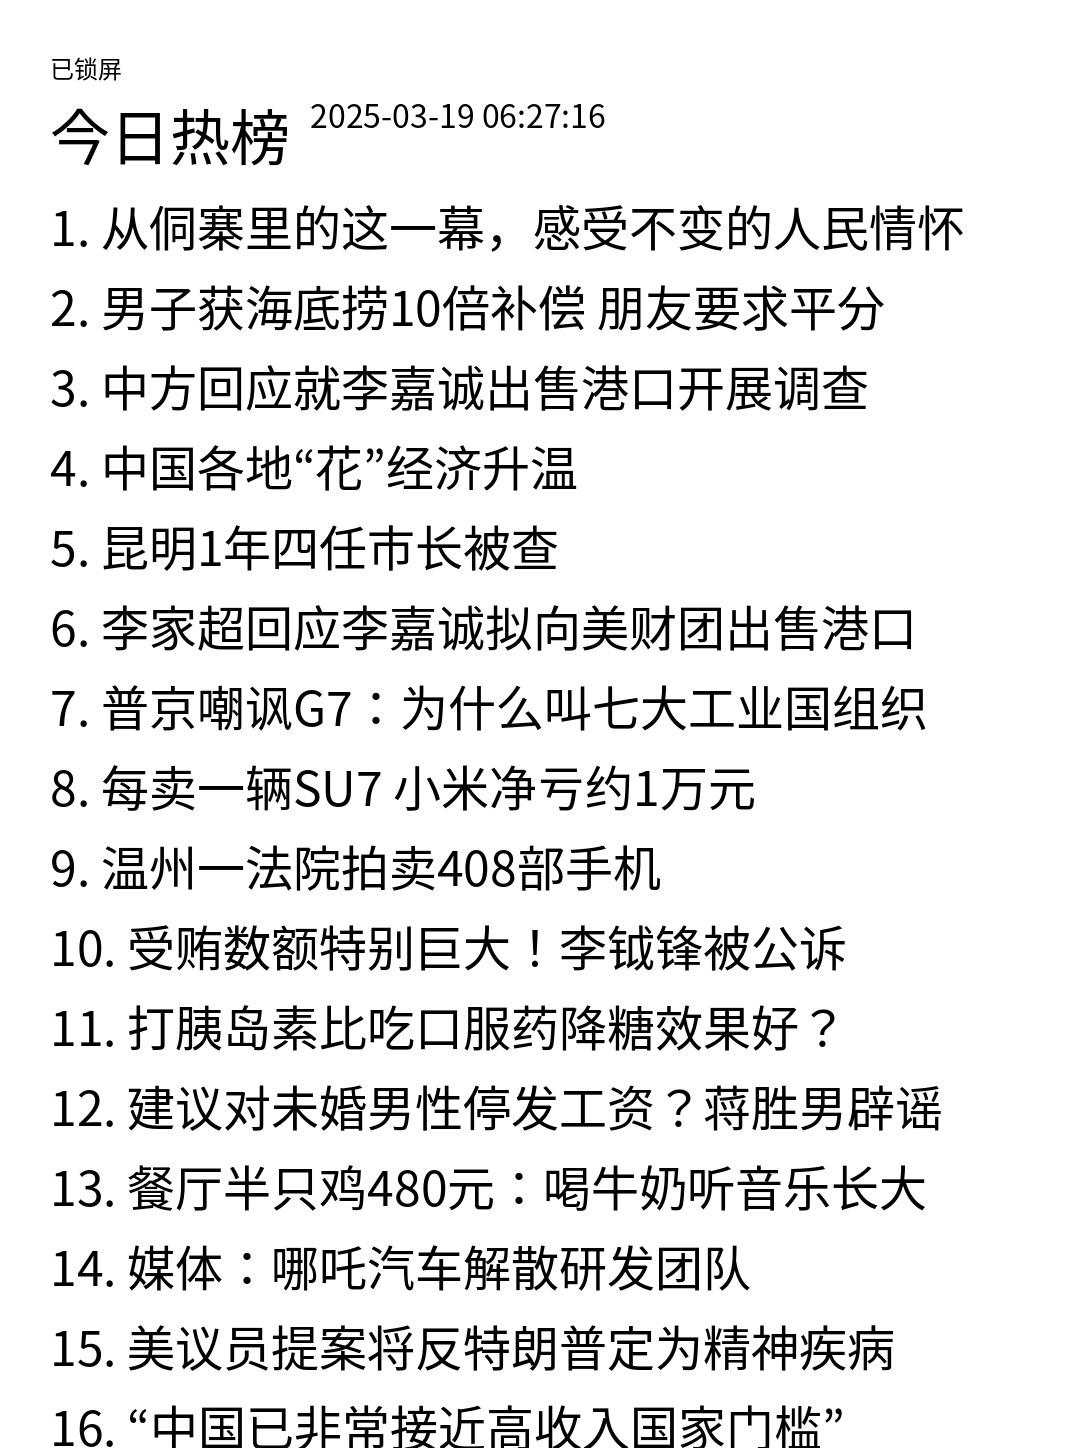 已锁屏
今日热榜 2025-03-19 06:27:16
1. 从侗寨里的这一幕，感受不变的人民情怀
2. 男子获海底捞10倍补偿 朋友要求平分
3. 中方回应就李嘉诚出售港口开展调查
4. 中国各地“花”经济升温
5. 昆明1年四任市长被查
6. 李家超回应李嘉诚拟向美财团出售港口
7. 普京嘲讽G7：为什么叫七大工业国组织
8. 每卖一辆SU7 小米净亏约1万元
9. 温州一法院拍卖408部手机
10. 受贿数额特别巨大！李钺锋被公诉
11. 打胰岛素比吃口服药降糖效果好？
12. 建议对未婚男性停发工资？蒋胜男辟谣
13. 餐厅半只鸡480元：喝牛奶听音乐长大
14. 媒体：哪吒汽车解散研发团队
15. 美议员提案将反特朗普定为精神疾病
16. “中国已非常接近高收入国家门槛”